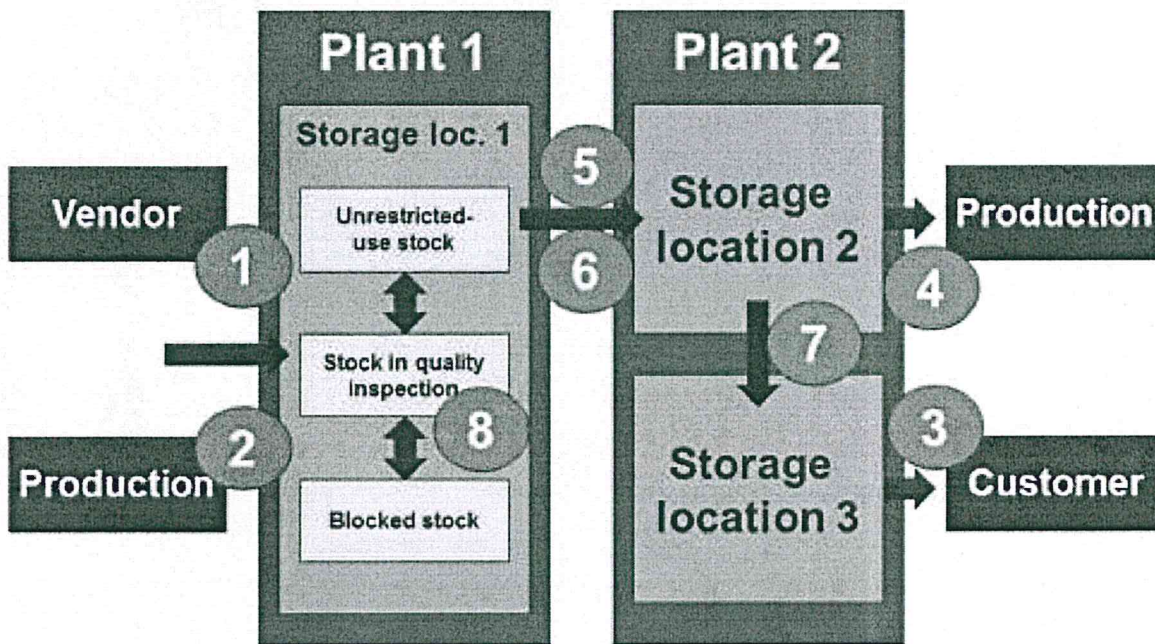 Plant 1
Plant 2
Storage loc. 1
5
Vendor
Unrestricted-
use stock
Storage
location 2
Production
1
6
4
Stock in quality
inspection
7
2
8
3
Production
Blocked stock
Storage
location 3
Customer